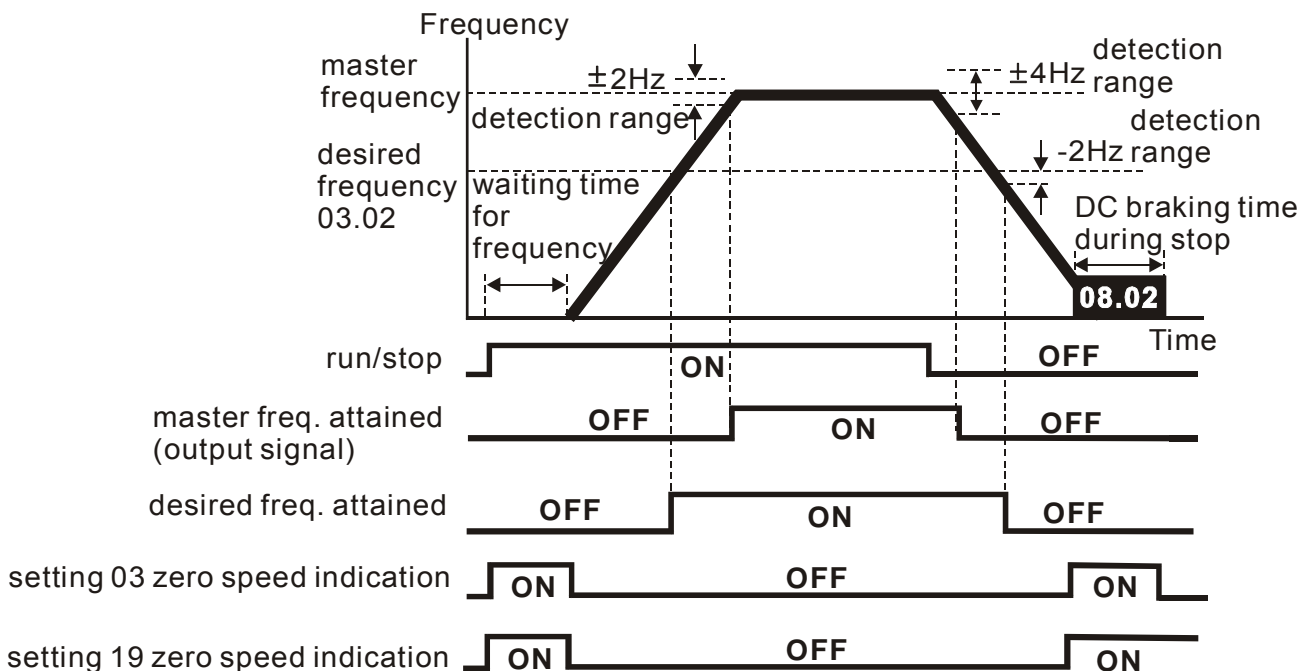 Frequency
master
frequency
±2Hz
detection range
±4Hz
detection
range
desired
frequency
03.02
waiting time
for
frequency
-2Hz
detection
range
DC braking time
during stop
08.02
Time
run/stop
ON
OFF
master freq. attained
(output signal)
OFF
ON
OFF
desired freq. attained
OFF
ON
OFF
setting 03 zero speed indication
ON
OFF
ON
setting 19 zero speed indication
ON
OFF
ON